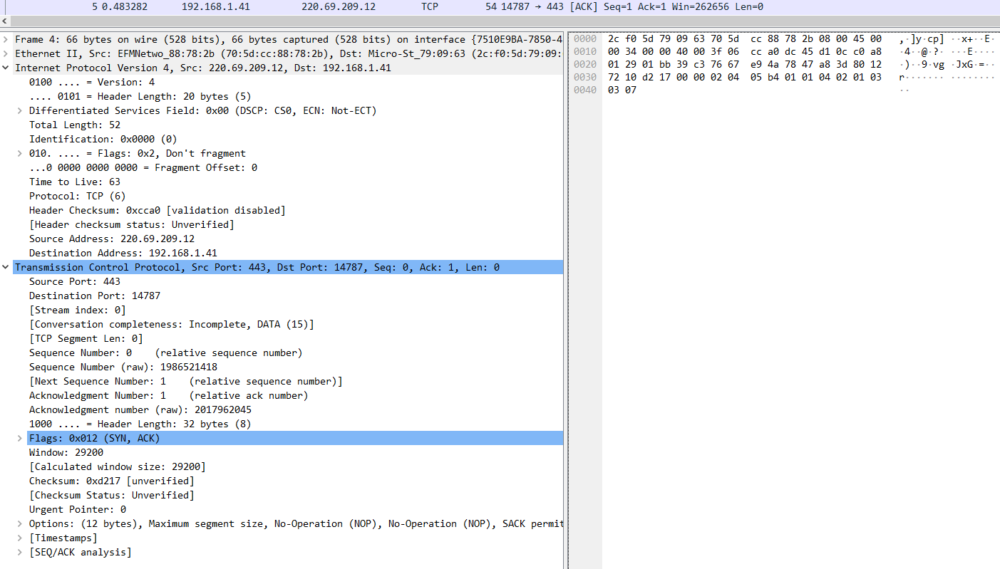 5 0.483282 192.168.1.41 220.69.209.12 TCP 54 14787 → 443 [ACK] Seq=1 Ack=1 Win=262656 Len=0
Frame 4: 66 bytes on wire (528 bits), 66 bytes captured (528 bits) on interface {7510E9BA-7850-4
Ethernet II, Src: EFMNetwo_88:78:2b (70:5d:cc:88:78:2b), Dst: Micro-St_79:09:63 (2c:f0:5d:79:09:
Internet Protocol Version 4, Src: 220.69.209.12, Dst: 192.168.1.41
0100 .... = Version: 4
.... 0101 = Header Length: 20 bytes (5)
Differentiated Services Field: 0x00 (DSCP: CS0, ECN: Not-ECT)
Total Length: 52
Identification: 0x0000 (0)
010. .... = Flags: 0x2, Don't fragment
...0 0000 0000 0000 = Fragment Offset: 0
Time to Live: 63
Protocol: TCP (6)
Header Checksum: 0xcca0 [validation disabled]
[Header checksum status: Unverified]
Source Address: 220.69.209.12
Destination Address: 192.168.1.41
Transmission Control Protocol, Src Port: 443, Dst Port: 14787, Seq: 0, Ack: 1, Len: 0
Source Port: 443
Destination Port: 14787
[Stream index: 0]
[Conversation completeness: Incomplete, DATA (15)]
[TCP Segment Len: 0]
Sequence Number: 0 (relative sequence number)
Sequence Number (raw): 1986521418
[Next Sequence Number: 1 (relative sequence number)]
Acknowledgment Number: 1 (relative ack number)
Acknowledgment number (raw): 2017962045
1000 .... = Header Length: 32 bytes (8)
Flags: 0x012 (SYN, ACK)
Window: 29200
[Calculated window size: 29200]
Checksum: 0xd217 [unverified]
[Checksum Status: Unverified]
Urgent Pointer: 0
Options: (12 bytes), Maximum segment size, No-Operation (NOP), No-Operation (NOP), SACK permit
[Timestamps]
[SEQ/ACK analysis]
0000 2c f0 5d 79 09 63 70 5d cc 88 78 2b 08 00 45 00 ,·]y·cp] ··x+··E·
0010 00 34 00 00 40 00 3f 06 cc a0 dc 45 d1 0c c0 a8 ·4··@·?· ···E····
0020 01 29 01 bb 39 c3 76 67 e9 4a 78 47 a8 3d 80 12 ·)··9·vg ·JxG·=··
0030 72 10 d2 17 00 00 02 04 05 b4 01 01 04 02 01 03 r······· ········
0040 03 07 ··